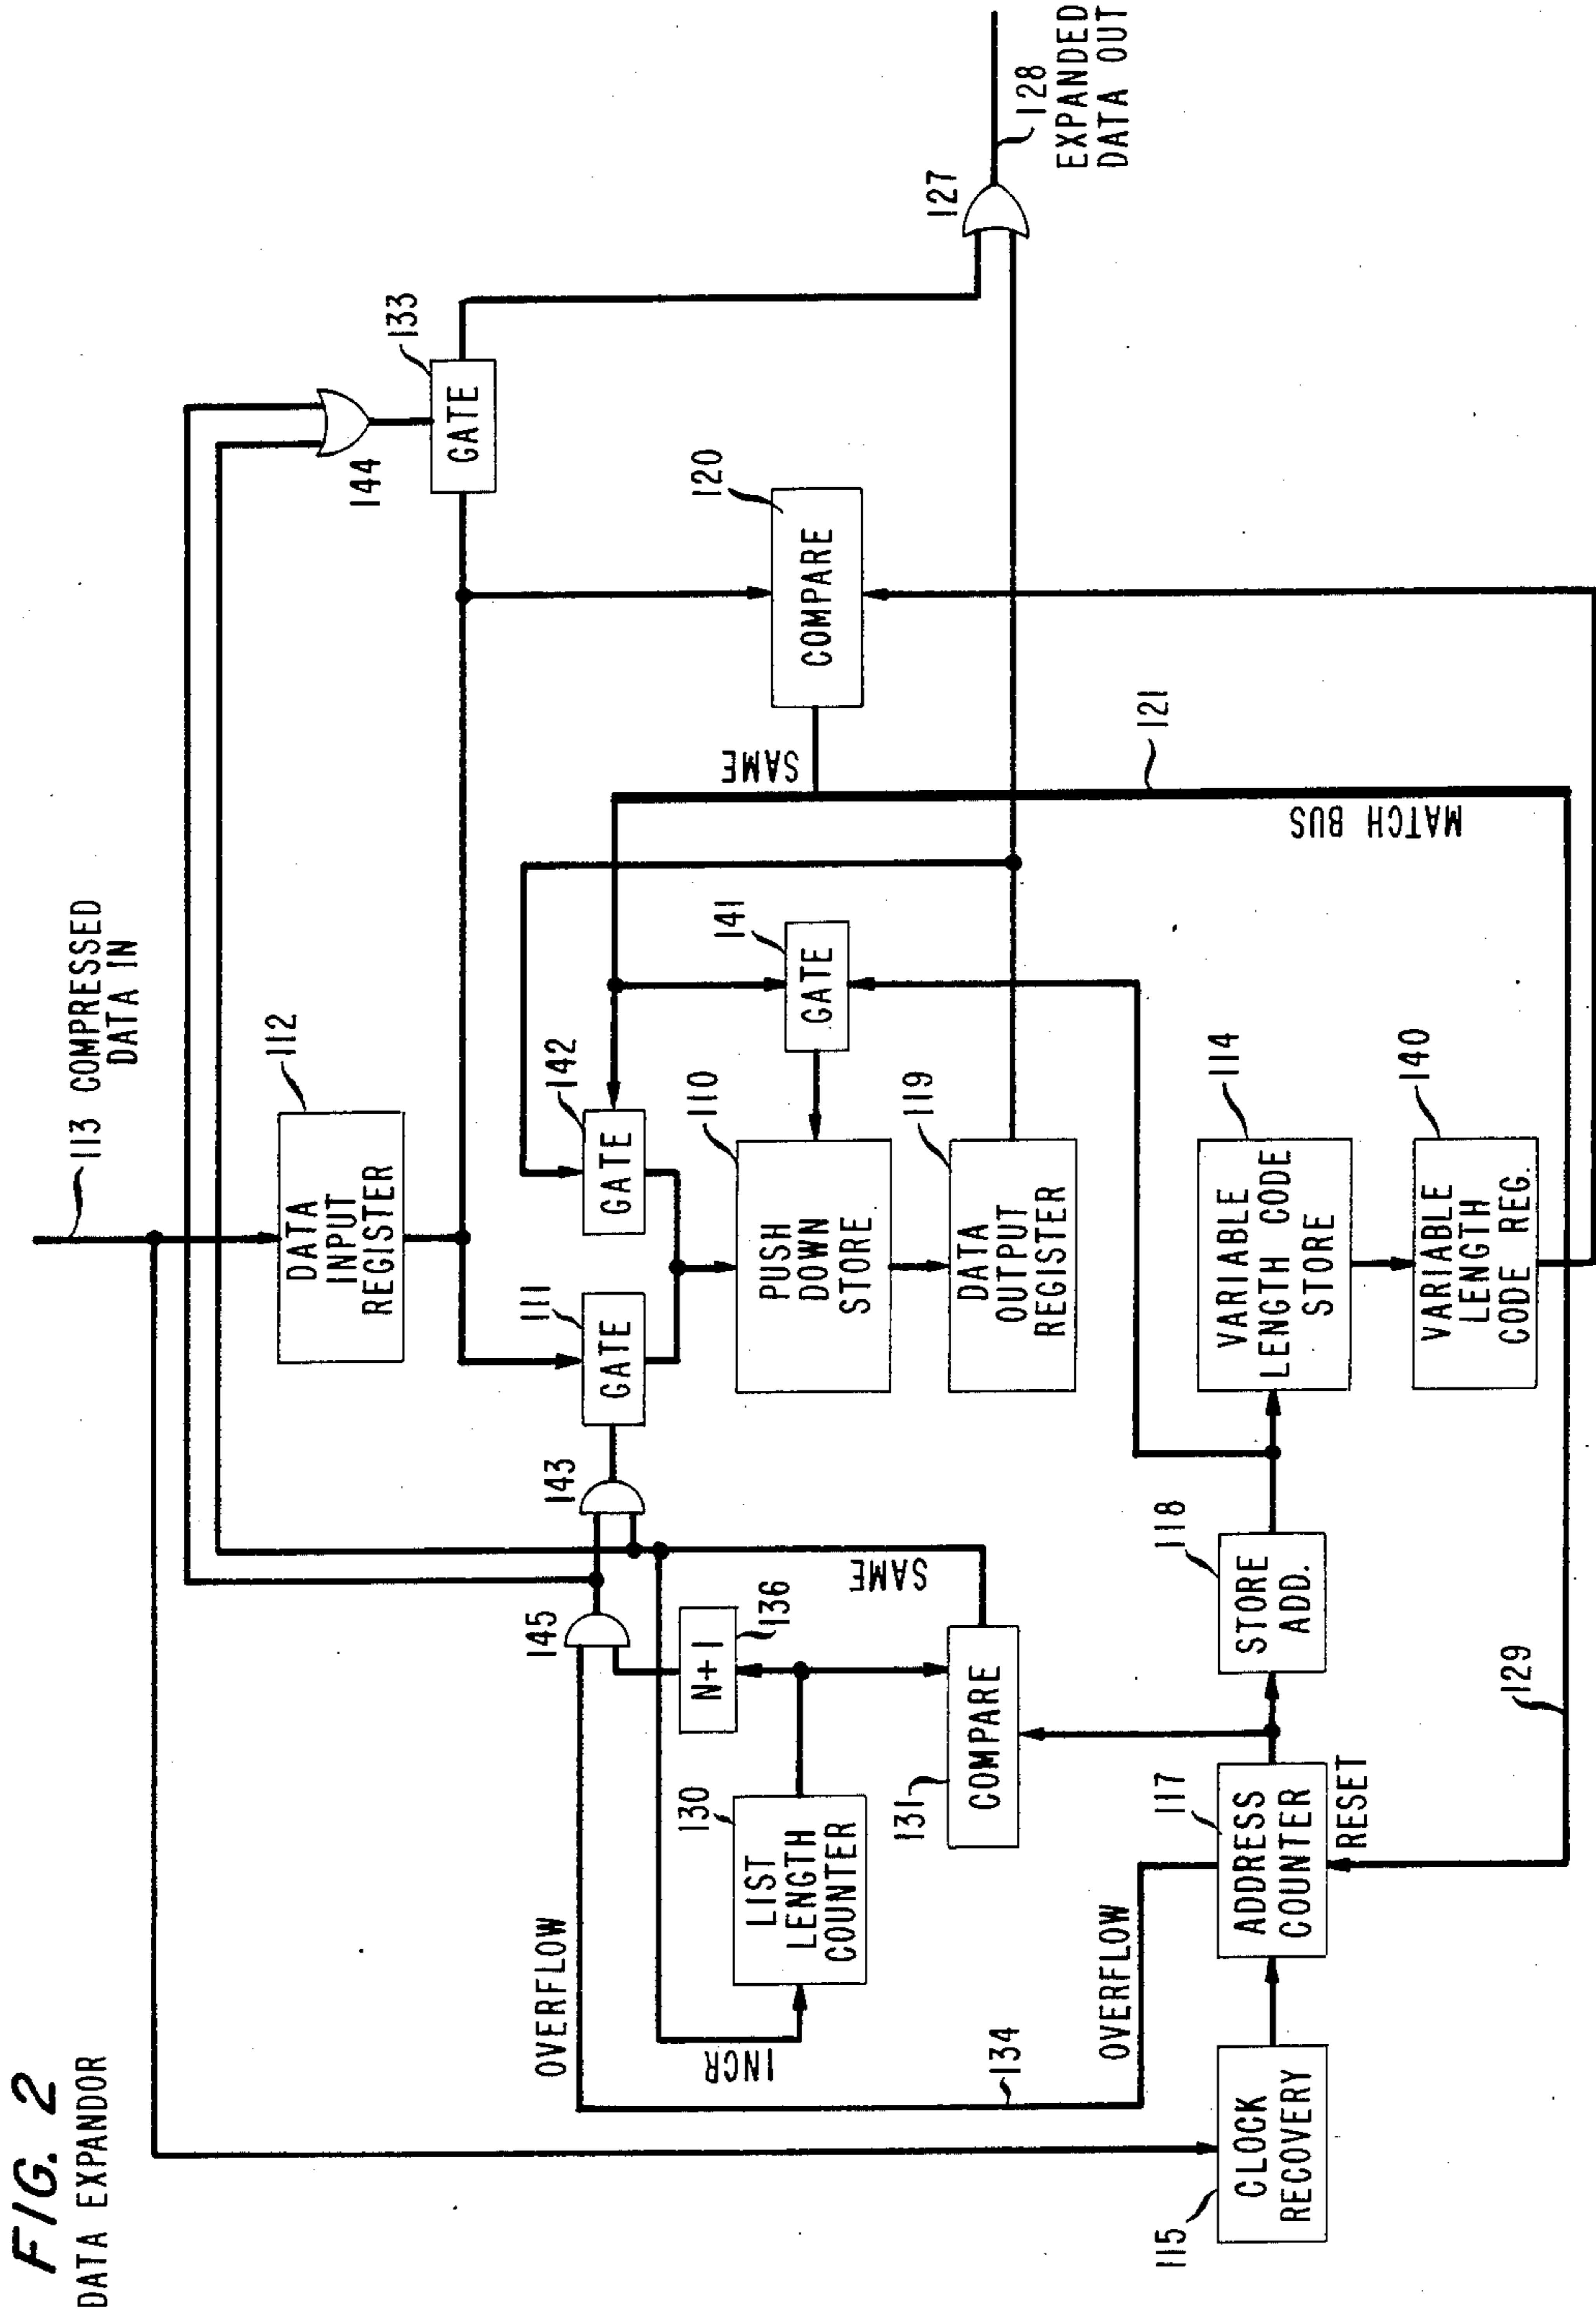 FIG. 2
DATA EXPANDOR
113 COMPRESSED
DATA IN
112
DATA
INPUT
REGISTER
144
133
GATE
127
128
EXPANDED
DATA OUT
120
COMPARE
SAME
121
MATCH BUS
141
GATE
142
GATE
111
GATE
110
PUSH
DOWN
STORE
119
DATA
OUTPUT
REGISTER
143
145
136
N+1
SAME
OVERFLOW
130
LIST
LENGTH
COUNTER
INCR
131
COMPARE
114
VARIABLE
LENGTH CODE
STORE
140
VARIABLE
LENGTH
CODE REG.
118
STORE
ADD.
117
ADDRESS
COUNTER
RESET
129
OVERFLOW
134
115
CLOCK
RECOVERY